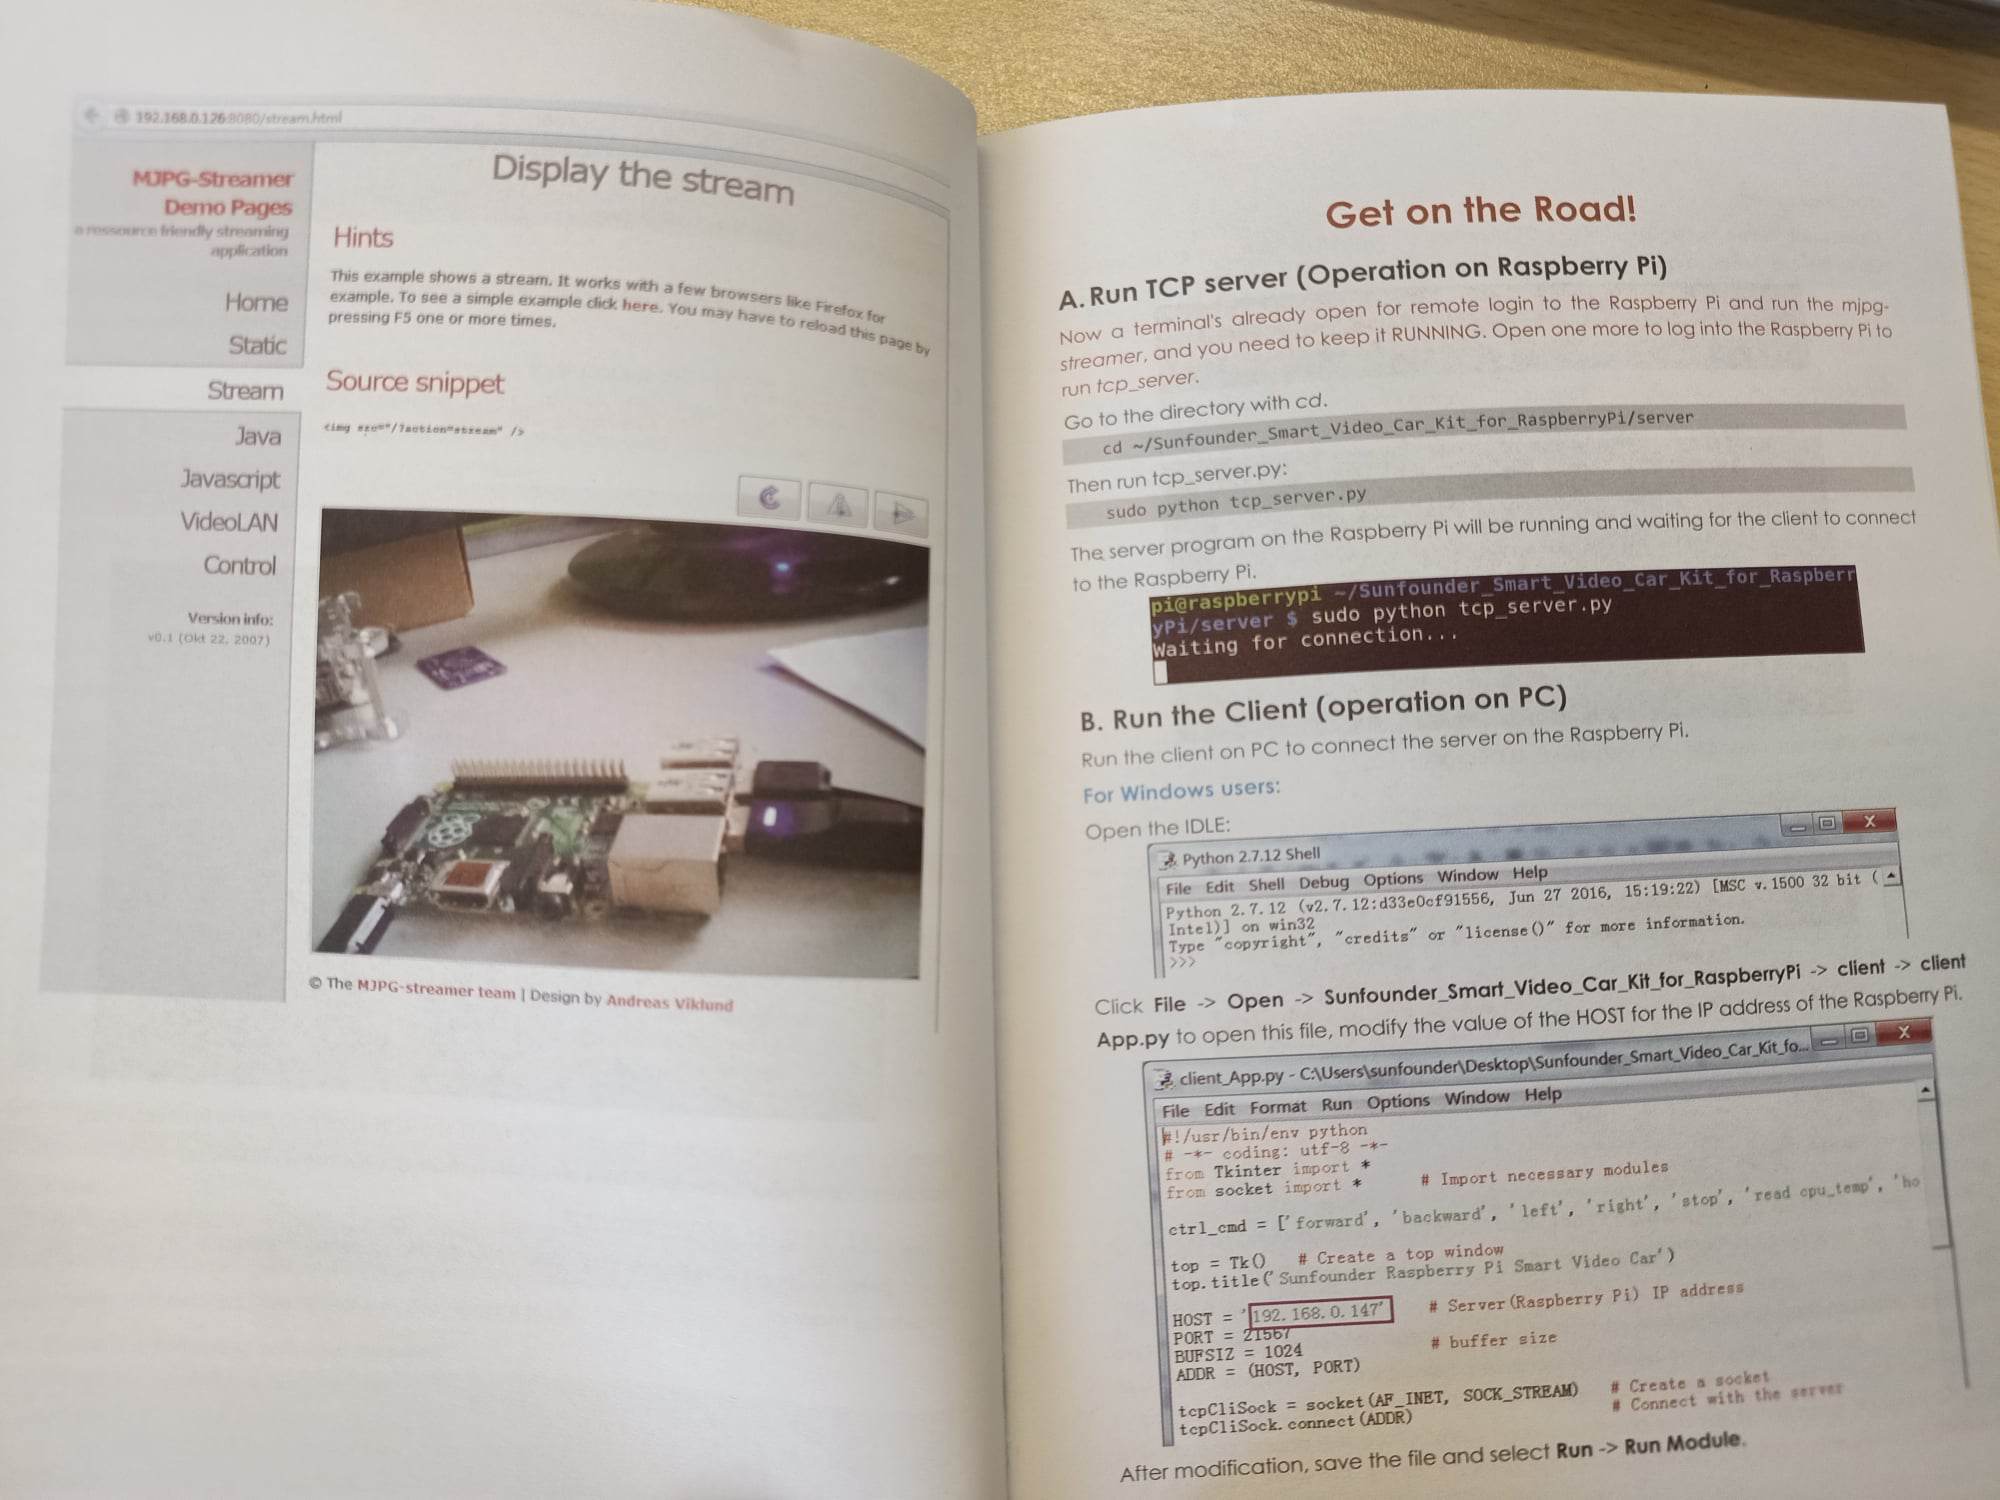 192.168.0.126:8080/stream.html
MJPG-Streamer
Demo Pages
a ressource friendly streaming
application
Home
Static
Stream
Java
Javascript
VideoLAN
Control
Version info:
v0.1 (Okt 22, 2007)
Display the stream
Hints
This example shows a stream. It works with a few browsers like Firefox for
example. To see a simple example click here. You may have to reload this page by
pressing F5 one or more times.
Source snippet
<img src="/?action=stream" />
© The MJPG-streamer team | Design by Andreas Viklund
Get on the Road!
A. Run TCP server (Operation on Raspberry Pi)
Now a terminal's already open for remote login to the Raspberry Pi and run the mjpg-
streamer, and you need to keep it RUNNING. Open one more to log into the Raspberry Pi to
run tcp_server.
Go to the directory with cd.
cd ~/Sunfounder_Smart_Video_Car_Kit_for_RaspberryPi/server
Then run tcp_server.py:
sudo python tcp_server.py
The server program on the Raspberry Pi will be running and waiting for the client to connect
to the Raspberry Pi.
pi@raspberrypi ~/Sunfounder_Smart_Video_Car_Kit_for_Raspberr
yPi/server $ sudo python tcp_server.py
Waiting for connection...
B. Run the Client (operation on PC)
Run the client on PC to connect the server on the Raspberry Pi.
For Windows users:
Open the IDLE:
Python 2.7.12 Shell
File Edit Shell Debug Options Window Help
Python 2.7.12 (v2.7.12:d33e0cf91556, Jun 27 2016, 15:19:22) [MSC v.1500 32 bit (
Intel)] on win32
Type "copyright", "credits" or "license()" for more information.
>>>
Click File -> Open -> Sunfounder_Smart_Video_Car_Kit_for_RaspberryPi -> client -> client
App.py to open this file, modify the value of the HOST for the IP address of the Raspberry Pi.
client_App.py - C:\Users\sunfounder\Desktop\Sunfounder_Smart_Video_Car_Kit_fo...
File Edit Format Run Options Window Help
#!/usr/bin/env python
# -*- coding: utf-8 -*-
from Tkinter import *
from socket import * # Import necessary modules
ctrl_cmd = ['forward', 'backward', 'left', 'right', 'stop', 'read cpu_temp', 'ho
top = Tk() # Create a top window
top.title('Sunfounder Raspberry Pi Smart Video Car')
HOST = '192.168.0.147' # Server(Raspberry Pi) IP address
PORT = 21567
BUFSIZ = 1024 # buffer size
ADDR = (HOST, PORT)
tcpCliSock = socket(AF_INET, SOCK_STREAM) # Create a socket
tcpCliSock.connect(ADDR) # Connect with the server
After modification, save the file and select Run -> Run Module.